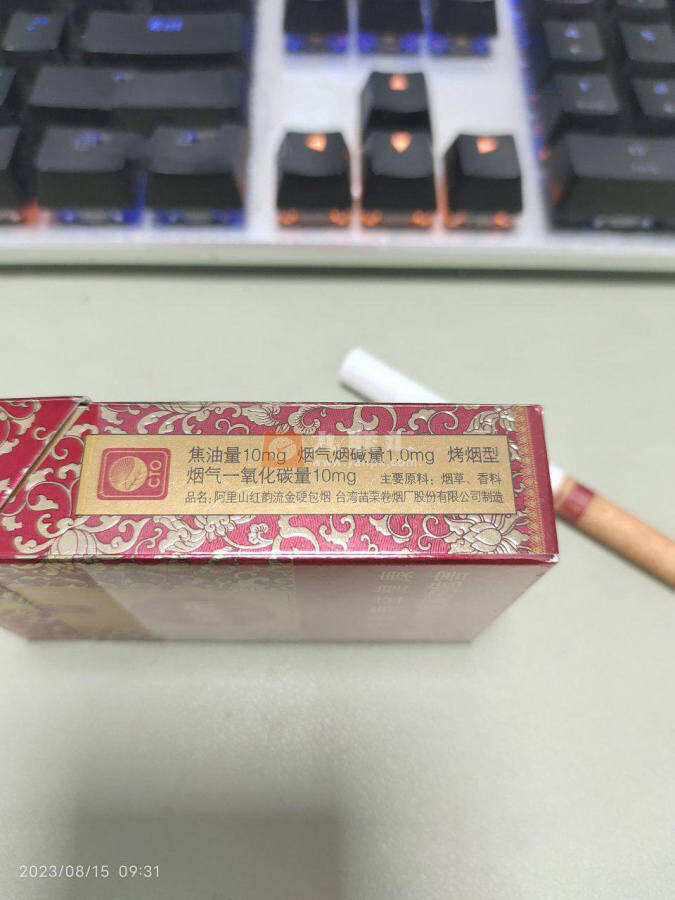 焦油量10mg 烟气烟碱量1.0mg 烤烟型
烟气一氧化碳量10mg 主要原料：烟草、香料
品名：阿里山红韵流金硬包烟 台湾苗栗卷烟厂股份有限公司制造
CTO
2023/08/15 09:31